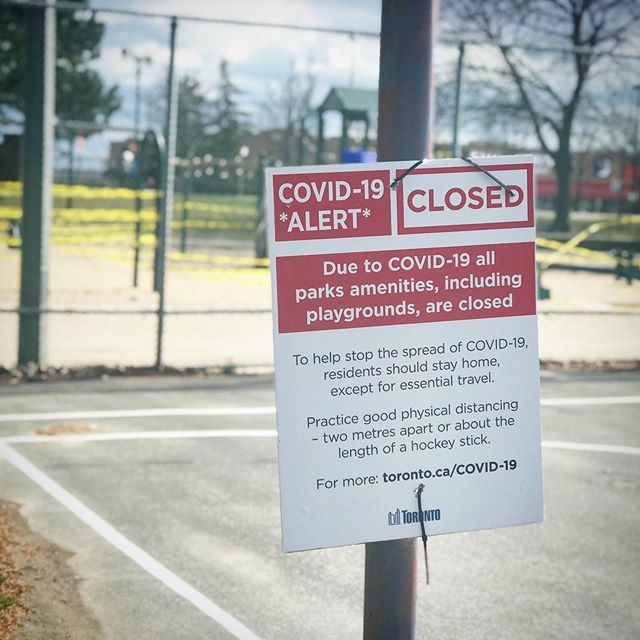 COVID-19
*ALERT*
CLOSED
Due to COVID-19 all
parks amenities, including
playgrounds, are closed
To help stop the spread of COVID-19,
residents should stay home,
except for essential travel.
Practice good physical distancing
– two metres apart or about the
length of a hockey stick.
For more: toronto.ca/COVID-19
TORONTO